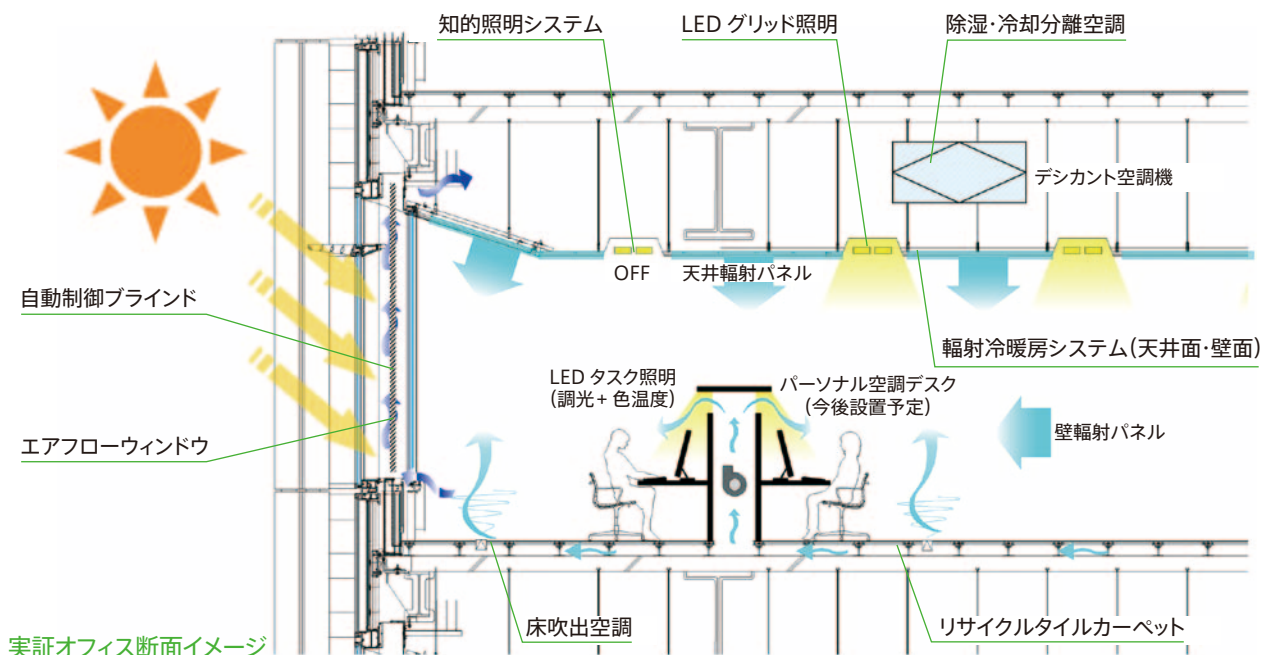 知的照明システム
LED グリッド照明
除湿・冷却分離空調
デシカント空調機
OFF
天井輻射パネル
自動制御ブラインド
輻射冷暖房システム(天井面・壁面)
LED タスク照明
(調光+色温度)
パーソナル空調デスク
(今後設置予定)
壁輻射パネル
エアフローウィンドウ
床吹出空調
リサイクルタイルカーペット
実証オフィス断面イメージ